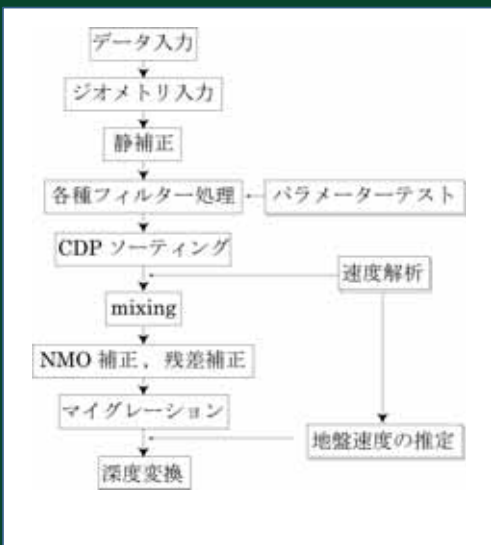 データ入力
ジオメトリ入力
静補正
各種フィルター処理
パラメーターテスト
CDP ソーティング
速度解析
mixing
NMO 補正，残差補正
マイグレーション
地盤速度の推定
深度変換